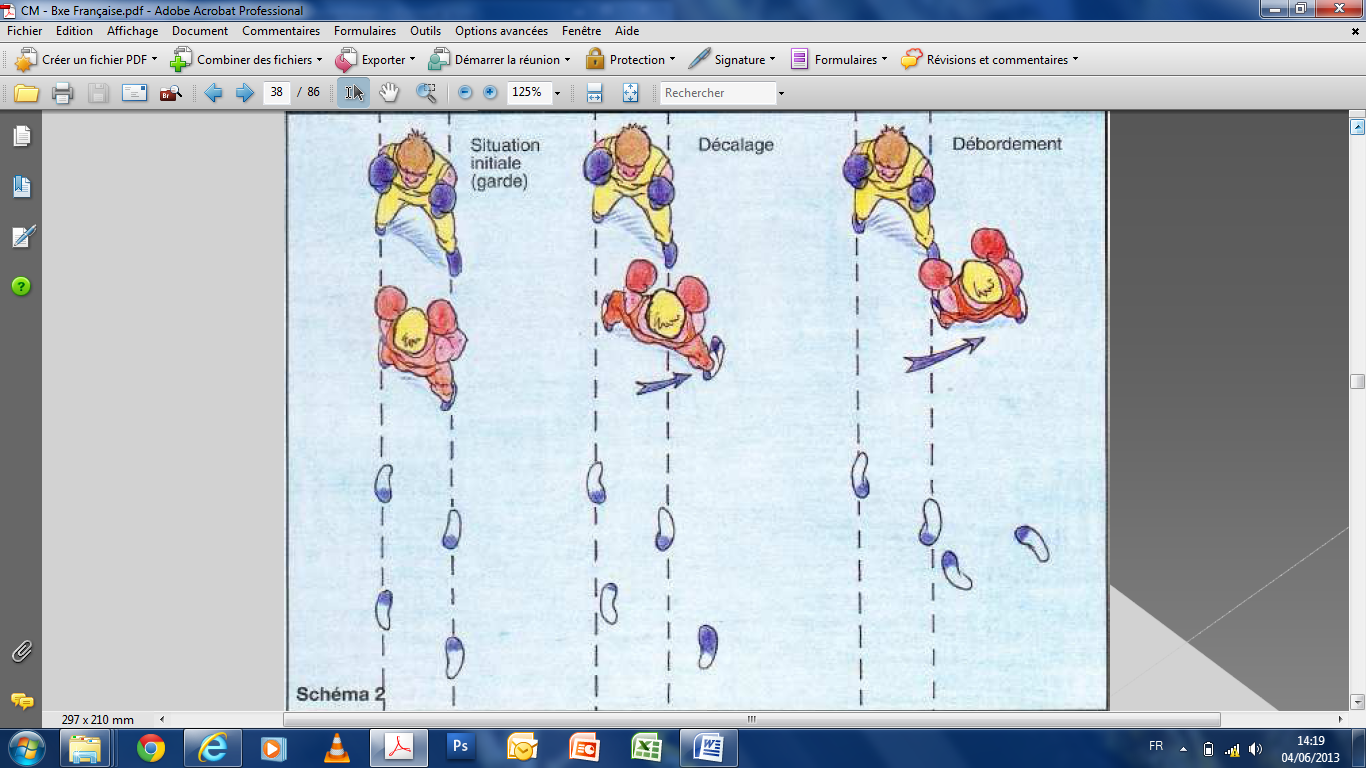 CM - Bxe Française.pdf - Adobe Acrobat Professional
Fichier Edition Affichage Document Commentaires Formulaires Outils Options avancées Fenêtre Aide
Créer un fichier PDF Combiner des fichiers Exporter Démarrer la réunion Protection Signature Formulaires Révisions et commentaires
38 / 86 125% Rechercher
Situation
initiale
(garde)
Décalage
Débordement
Schéma 2
297 x 210 mm
Ps
FR
14:19
04/06/2013